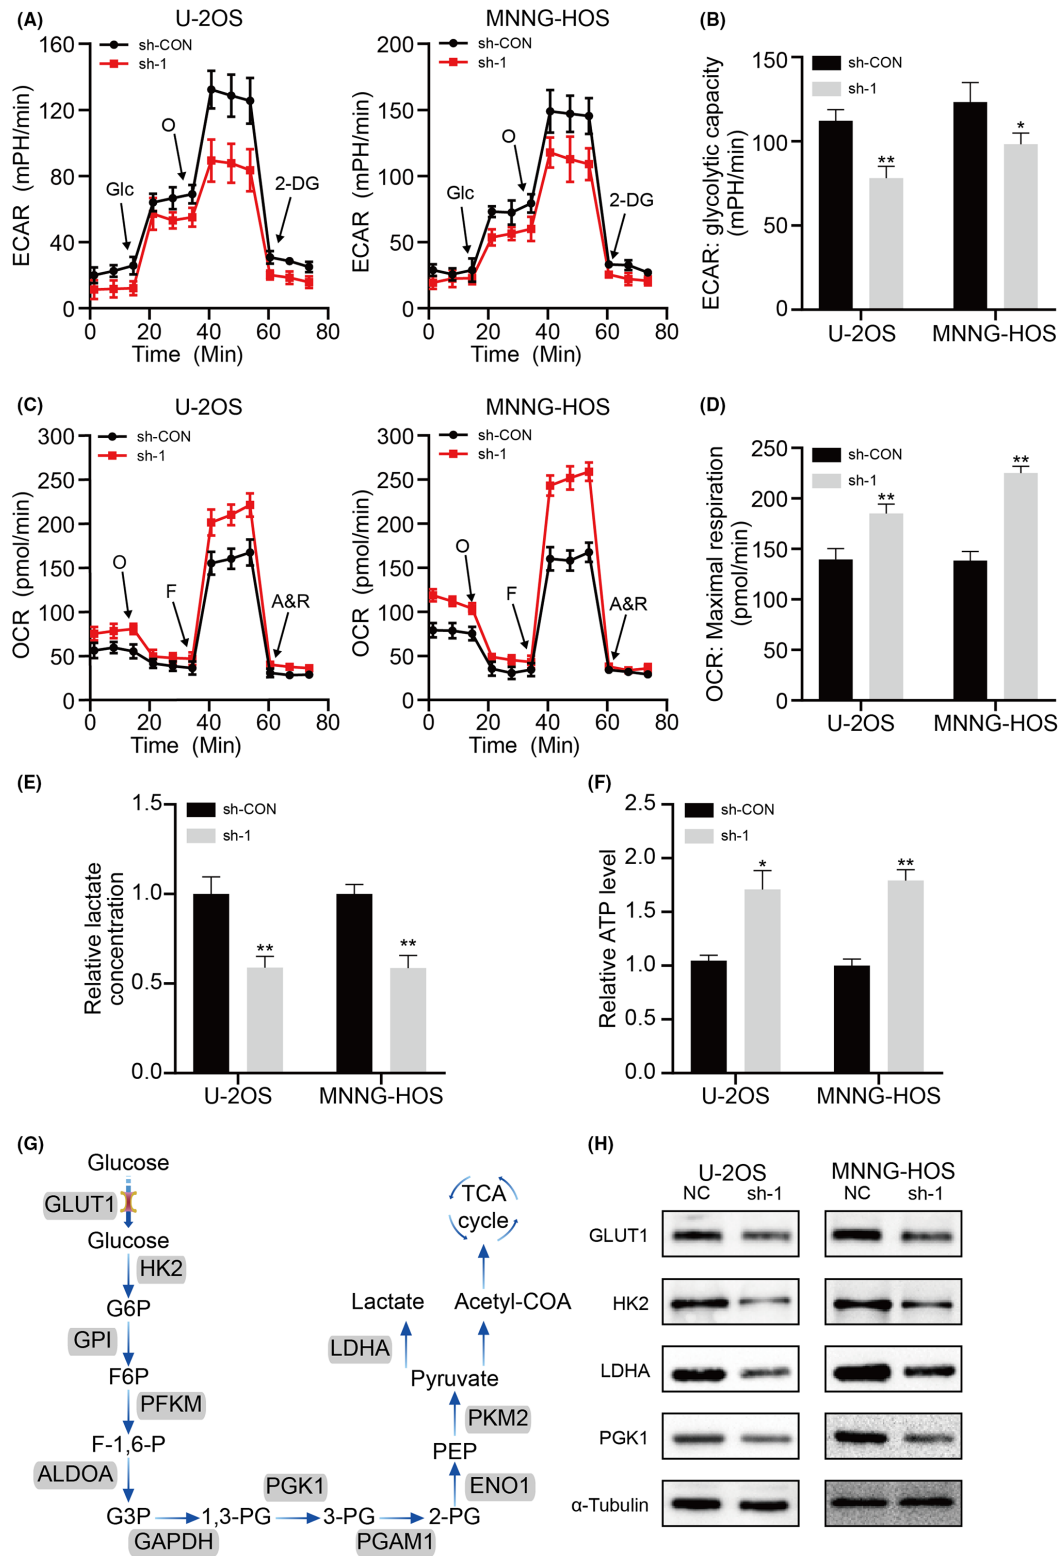 (A)
U-2OS
sh-CON
sh-1
ECAR (mPH/min)
160
120
80
40
0
Glc
O
2-DG
0 20 40 60 80
Time (Min)
MNNG-HOS
sh-CON
sh-1
ECAR (mPH/min)
200
150
100
50
0
Glc
O
2-DG
0 20 40 60 80
Time (Min)
(B)
sh-CON
sh-1
ECAR: glycolytic capacity
(mPH/min)
150
100
50
0
**
*
U-2OS MNNG-HOS
(C)
U-2OS
sh-CON
sh-1
OCR (pmol/min)
300
250
200
150
100
50
0
O
F
A&R
0 20 40 60 80
Time (Min)
MNNG-HOS
sh-CON
sh-1
OCR (pmol/min)
300
250
200
150
100
50
0
O
F
A&R
0 20 40 60 80
Time (Min)
(D)
sh-CON
sh-1
OCR: Maximal respiration
(pmol/min)
250
200
150
100
50
0
**
**
U-2OS MNNG-HOS
(E)
sh-CON
sh-1
Relative lactate
concentration
1.5
1.0
0.5
0.0
**
**
U-2OS MNNG-HOS
(F)
sh-CON
sh-1
Relative ATP level
2.5
2.0
1.5
1.0
0.5
0.0
*
**
U-2OS MNNG-HOS
(G)
Glucose
GLUT1
Glucose
HK2
G6P
GPI
F6P
PFKM
F-1,6-P
ALDOA
G3P
GAPDH
1,3-PG
PGK1
3-PG
PGAM1
2-PG
ENO1
PEP
PKM2
Pyruvate
LDHA
Lactate
Acetyl-COA
TCA
cycle
(H)
U-2OS MNNG-HOS
NC sh-1 NC sh-1
GLUT1
HK2
LDHA
PGK1
α-Tubulin